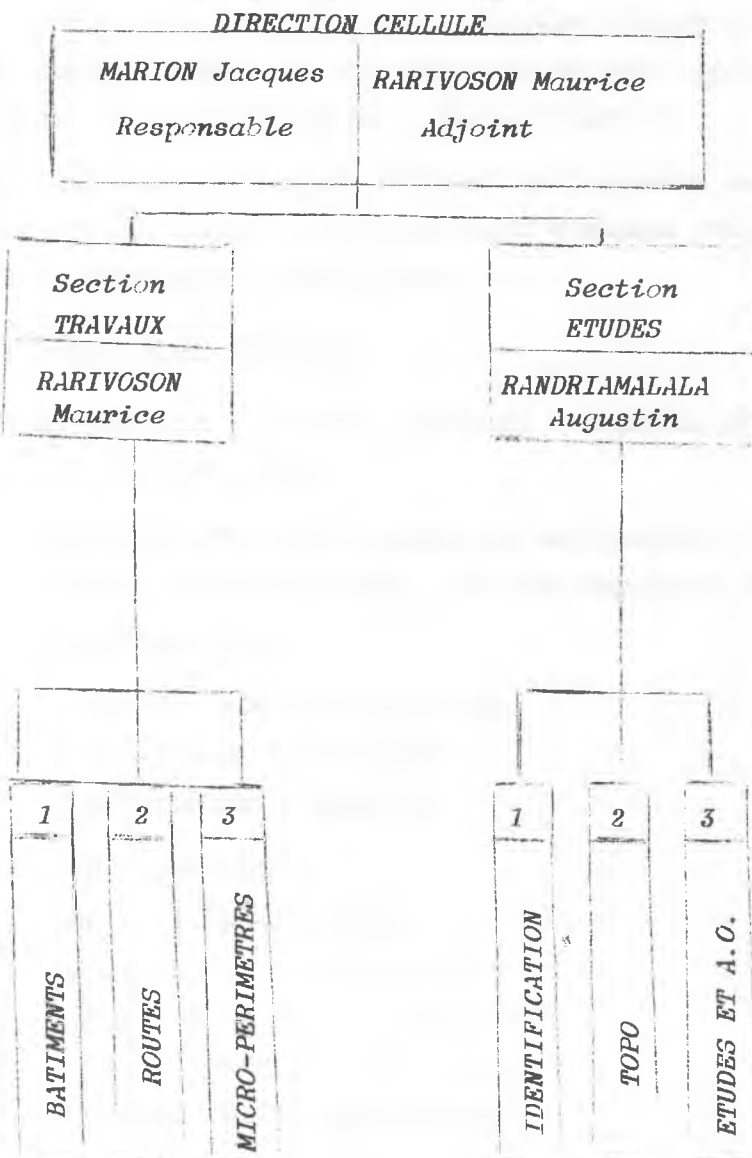 DIRECTION CELLULE
MARION Jacques
Responsable
RARIVOSON Maurice
Adjoint
Section
TRAVAUX
RARIVOSON
Maurice
Section
ETUDES
RANDRIAMALALA
Augustin
1
BATIMENTS
2
ROUTES
3
MICRO-PERIMETRES
1
IDENTIFICATION
2
TOPO
3
ETUDES ET A.O.